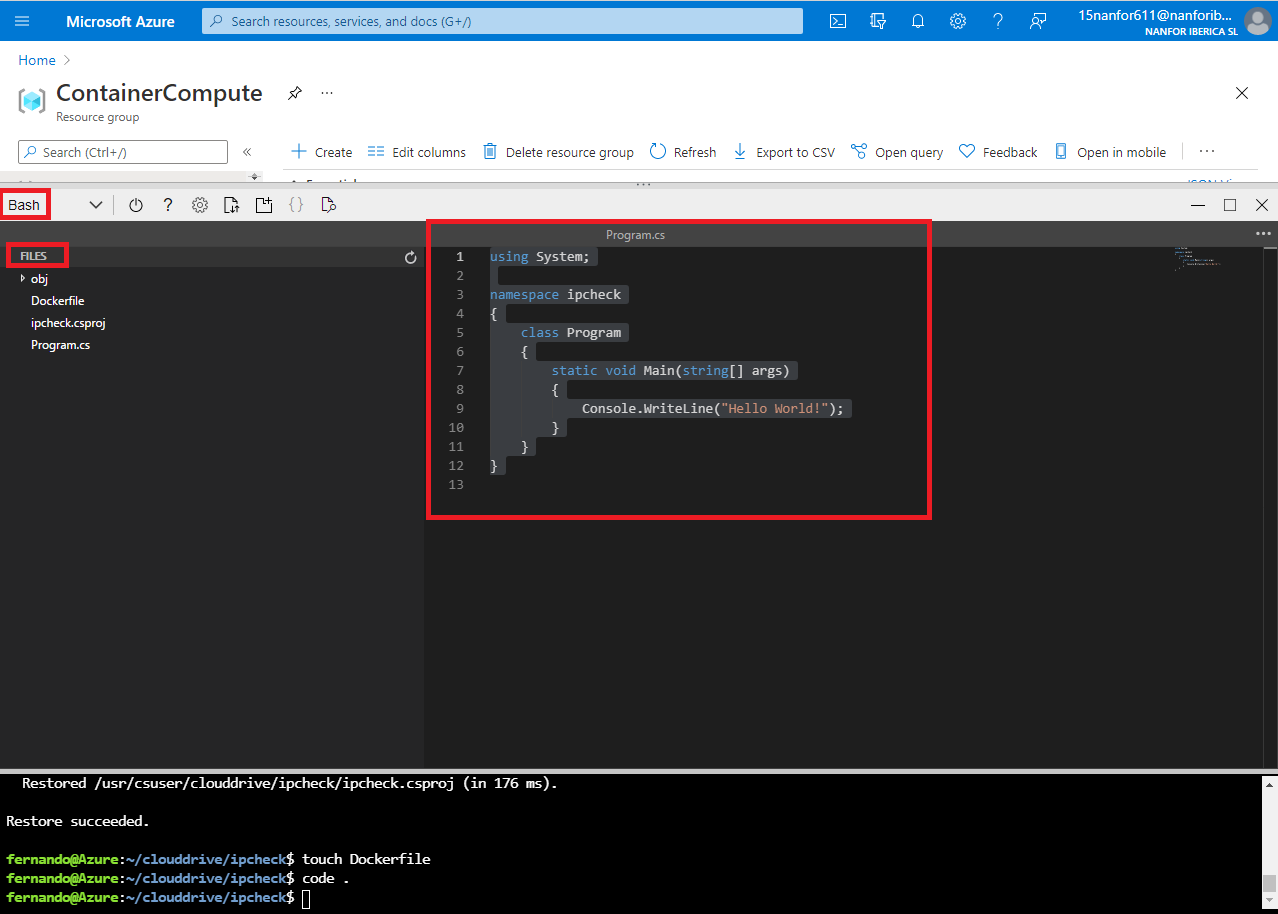 Microsoft Azure
Search resources, services, and docs (G+/)
15nanfor611@nanforib...
NANFOR IBERICA SL
Home
ContainerCompute
Resource group
Search (Ctrl+/)
Create
Edit columns
Delete resource group
Refresh
Export to CSV
Open query
Feedback
Open in mobile
Bash
Program.cs
FILES
obj
Dockerfile
ipcheck.csproj
Program.cs
1 using System;
2
3 namespace ipcheck
4 {
5 class Program
6 {
7 static void Main(string[] args)
8 {
9 Console.WriteLine("Hello World!");
10 }
11 }
12 }
13
Restored /usr/csuser/clouddrive/ipcheck/ipcheck.csproj (in 176 ms).
Restore succeeded.
fernando@Azure:~/clouddrive/ipcheck$ touch Dockerfile
fernando@Azure:~/clouddrive/ipcheck$ code .
fernando@Azure:~/clouddrive/ipcheck$